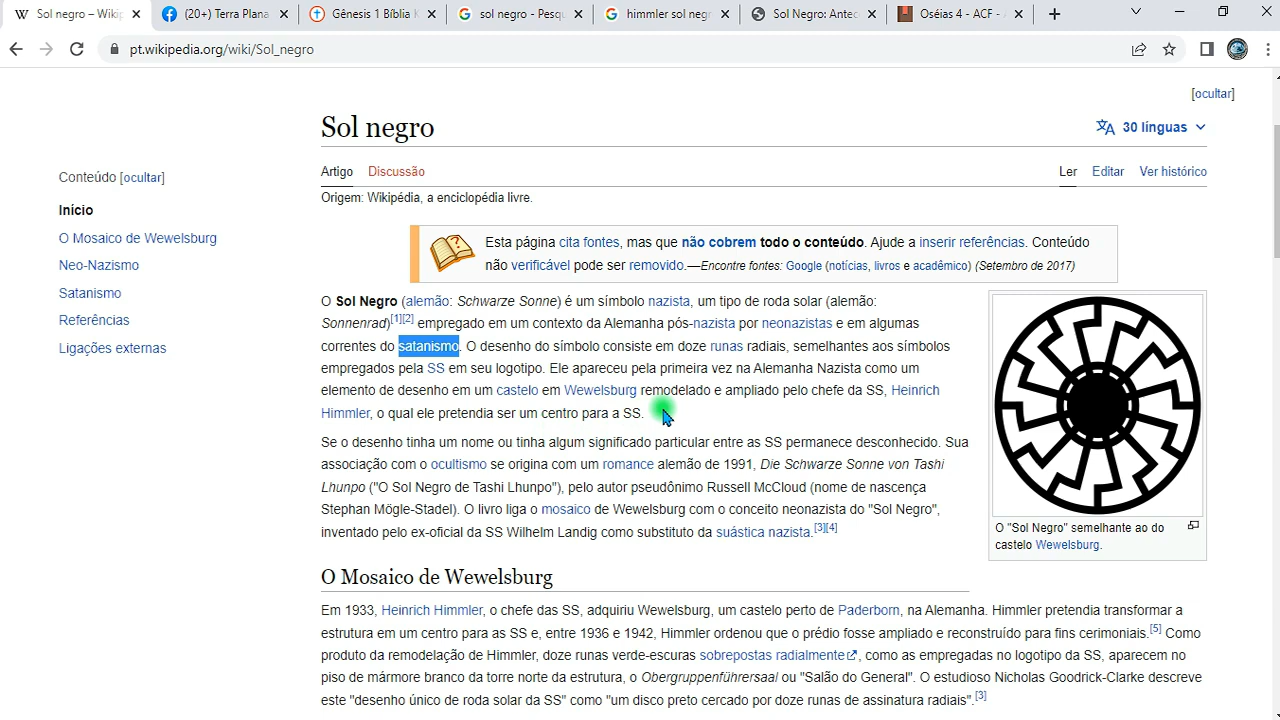 Sol negro – Wikip
(20+) Terra Plana
Gênesis 1 Bíblia K
sol negro - Pesqu
himmler sol negr
Sol Negro: Antec
Oséias 4 - ACF - A
pt.wikipedia.org/wiki/Sol_negro
[ocultar]
Sol negro
30 línguas
Conteúdo [ocultar]
Artigo Discussão
Ler Editar Ver histórico
Origem: Wikipédia, a enciclopédia livre.
Início
O Mosaico de Wewelsburg
Neo-Nazismo
Satanismo
Referências
Ligações externas
Esta página cita fontes, mas que não cobrem todo o conteúdo. Ajude a inserir referências. Conteúdo
não verificável pode ser removido.—Encontre fontes: Google (notícias, livros e acadêmico) (Setembro de 2017)
O Sol Negro (alemão: Schwarze Sonne) é um símbolo nazista, um tipo de roda solar (alemão:
Sonnenrad)[1][2] empregado em um contexto da Alemanha pós-nazista por neonazistas e em algumas
correntes do satanismo. O desenho do símbolo consiste em doze runas radiais, semelhantes aos símbolos
empregados pela SS em seu logotipo. Ele apareceu pela primeira vez na Alemanha Nazista como um
elemento de desenho em um castelo em Wewelsburg remodelado e ampliado pelo chefe da SS, Heinrich
Himmler, o qual ele pretendia ser um centro para a SS.
Se o desenho tinha um nome ou tinha algum significado particular entre as SS permanece desconhecido. Sua
associação com o ocultismo se origina com um romance alemão de 1991, Die Schwarze Sonne von Tashi
Lhunpo ("O Sol Negro de Tashi Lhunpo"), pelo autor pseudônimo Russell McCloud (nome de nascença
Stephan Mögle-Stadel). O livro liga o mosaico de Wewelsburg com o conceito neonazista do "Sol Negro",
inventado pelo ex-oficial da SS Wilhelm Landig como substituto da suástica nazista.[3][4]
O "Sol Negro" semelhante ao do
castelo Wewelsburg.
O Mosaico de Wewelsburg
Em 1933, Heinrich Himmler, o chefe das SS, adquiriu Wewelsburg, um castelo perto de Paderborn, na Alemanha. Himmler pretendia transformar a
estrutura em um centro para as SS e, entre 1936 e 1942, Himmler ordenou que o prédio fosse ampliado e reconstruído para fins cerimoniais.[5] Como
produto da remodelação de Himmler, doze runas verde-escuras sobrepostas radialmente, como as empregadas no logotipo da SS, aparecem no
piso de mármore branco da torre norte da estrutura, o Obergruppenführersaal ou "Salão do General". O estudioso Nicholas Goodrick-Clarke descreve
este "desenho único de roda solar da SS" como "um disco preto cercado por doze runas de assinatura radiais".[3]